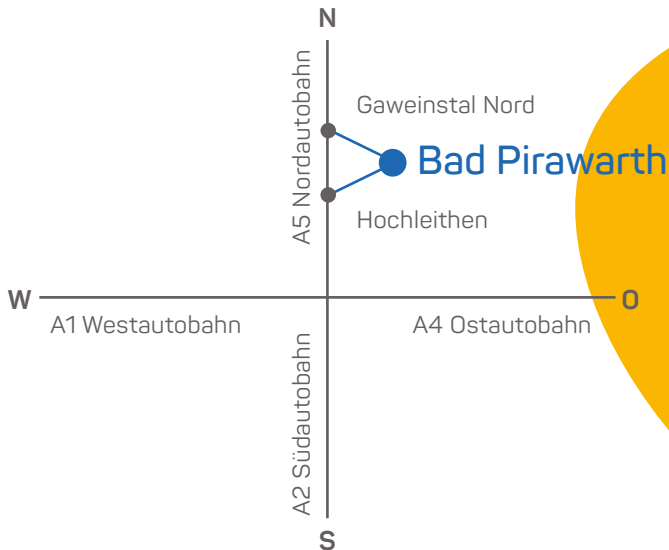 N
A5 Nordautobahn
Gaweinstal Nord
Bad Pirawarth
Hochleithen
W
O
A1 Westautobahn
A4 Ostautobahn
A2 Südautobahn
S